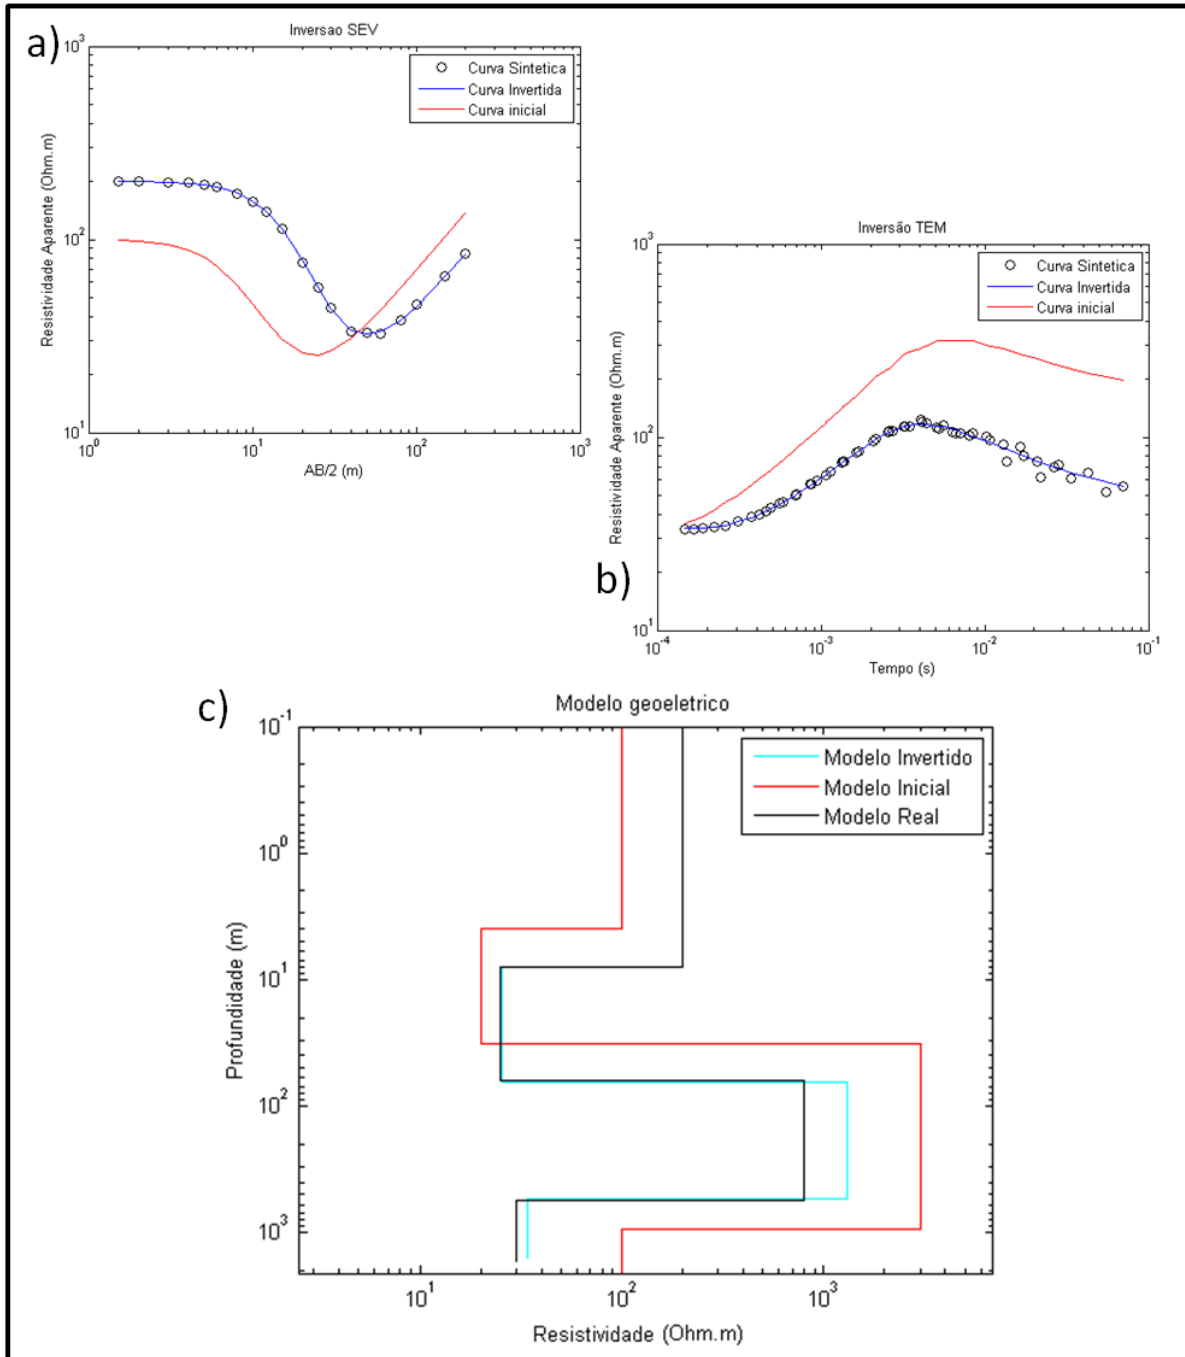 a)
Inversao SEV
10³
10²
10¹
10⁰
10¹
10²
10³
Resistividade Aparente (Ohm.m)
AB/2 (m)
Curva Sintetica
Curva Invertida
Curva inicial
b)
Inversão TEM
10³
10²
10¹
10⁻⁴
10⁻³
10⁻²
10⁻¹
Resistividade Aparente (Ohm.m)
Tempo (s)
Curva Sintetica
Curva Invertida
Curva inicial
c)
Modelo geoeletrico
10⁻¹
10⁰
10¹
10²
10³
10¹
10²
10³
Profundidade (m)
Resistividade (Ohm.m)
Modelo Invertido
Modelo Inicial
Modelo Real